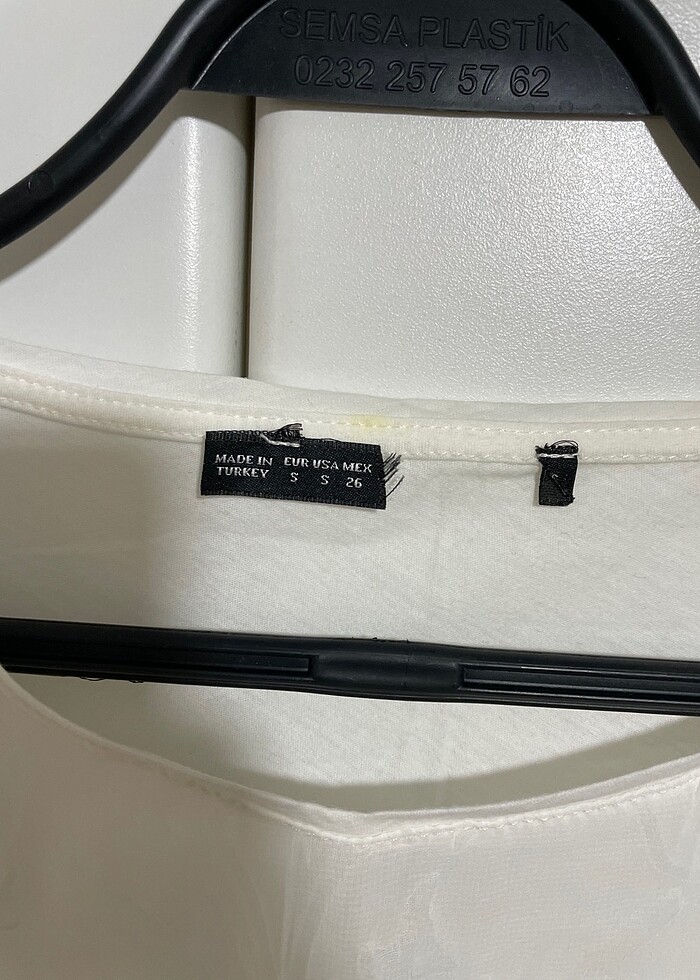 SEMSA PLASTİK
0232 257 57 62
MADE IN EUR USA MEX
TURKEY S S 26